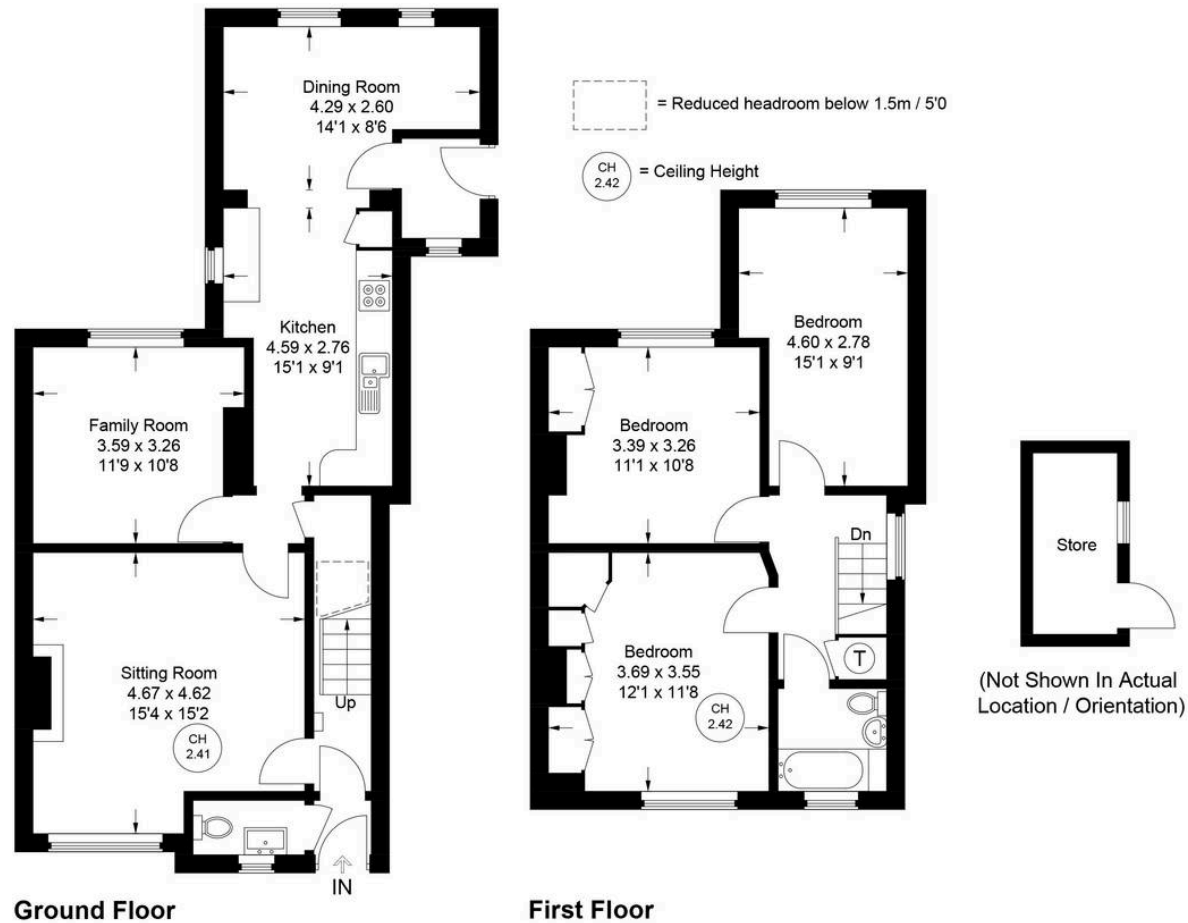 Dining Room
4.29 x 2.60
14'1 x 8'6
= Reduced headroom below 1.5m / 5'0
CH
2.42
= Ceiling Height
Kitchen
4.59 x 2.76
15'1 x 9'1
Family Room
3.59 x 3.26
11'9 x 10'8
Sitting Room
4.67 x 4.62
15'4 x 15'2
CH
2.41
Up
IN
Ground Floor
Bedroom
4.60 x 2.78
15'1 x 9'1
Bedroom
3.39 x 3.26
11'1 x 10'8
Dn
Bedroom
3.69 x 3.55
12'1 x 11'8
CH
2.42
T
First Floor
Store
(Not Shown In Actual
Location / Orientation)